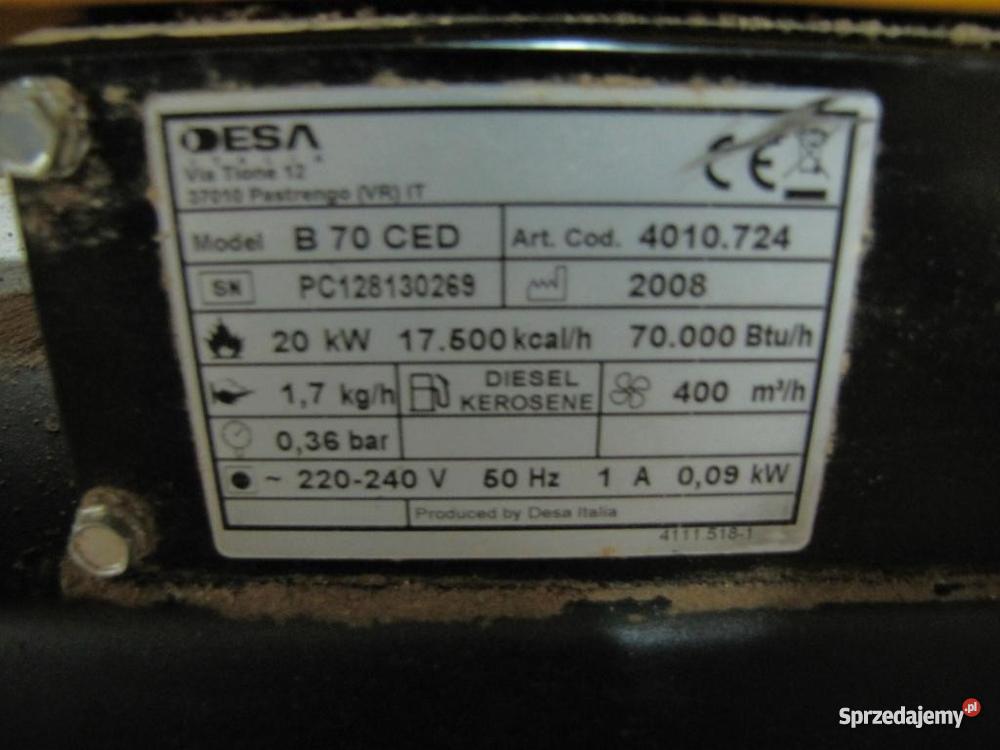 DESA
ITALIA
Via Tione 12
37010 Pastrengo (VR) IT
CE
Model B 70 CED Art. Cod. 4010.724
SN PC128130269 2008
20 kW 17.500 kcal/h 70.000 Btu/h
1,7 kg/h DIESEL KEROSENE 400 m³/h
0,36 bar
~ 220-240 V 50 Hz 1 A 0,09 kW
Produced by Desa Italia
4111.518-1
Sprzedajemy.pl